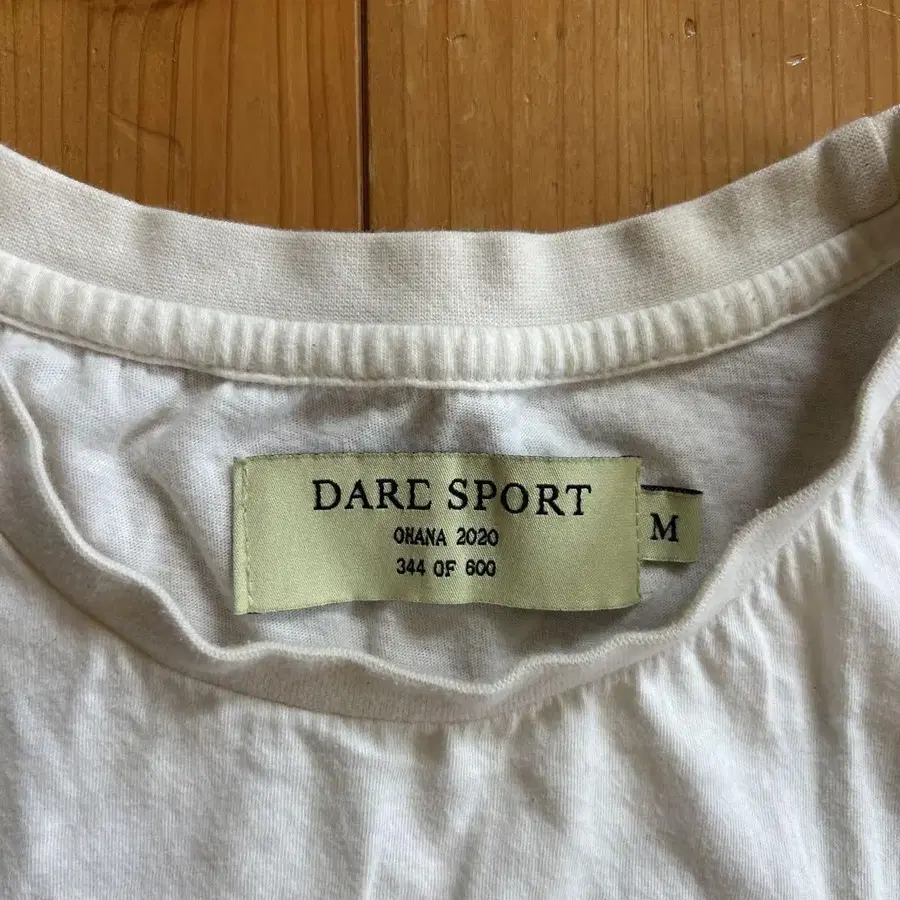 DARE SPORT
OHANA 2020
344 OF 600
M